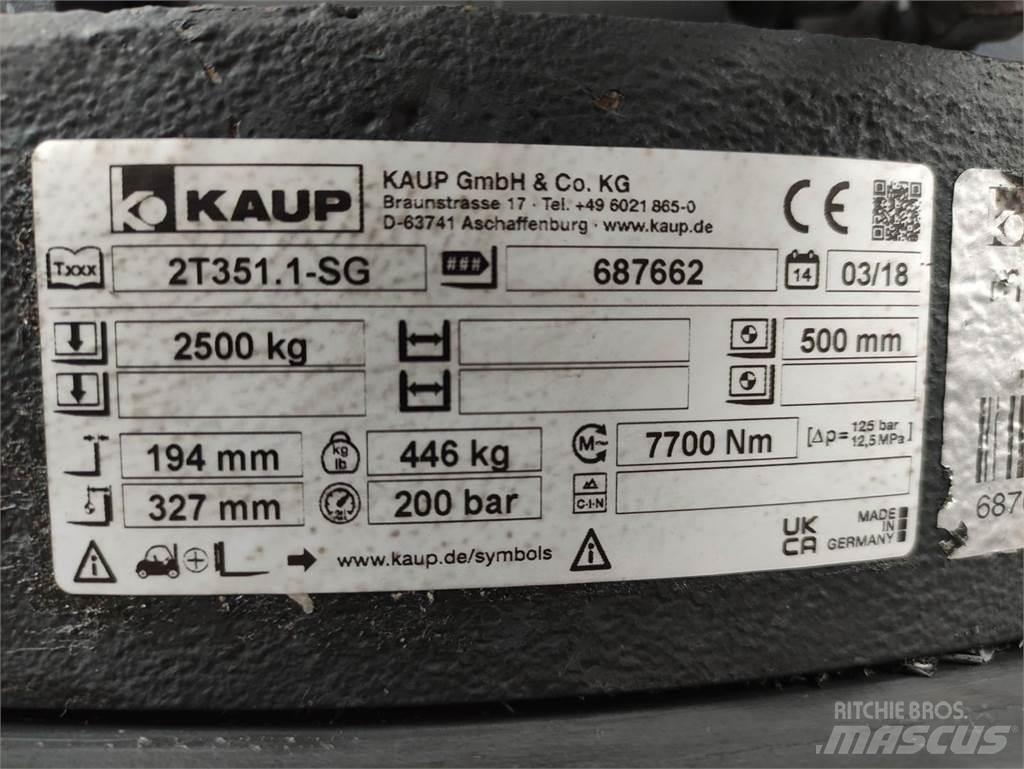 KAUP
KAUP GmbH & Co. KG
Braunstrasse 17 · Tel. +49 6021 865-0
D-63741 Aschaffenburg · www.kaup.de
CE
Txxx 2T351.1-SG ### 687662 14 03/18
2500 kg 500 mm
194 mm kg lb 446 kg M~ 7700 Nm [Δp= 125 bar 12,5 MPa]
327 mm 200 bar C-I-N
www.kaup.de/symbols
UK CA
MADE IN GERMANY
687
RITCHIE BROS.
MASCUS